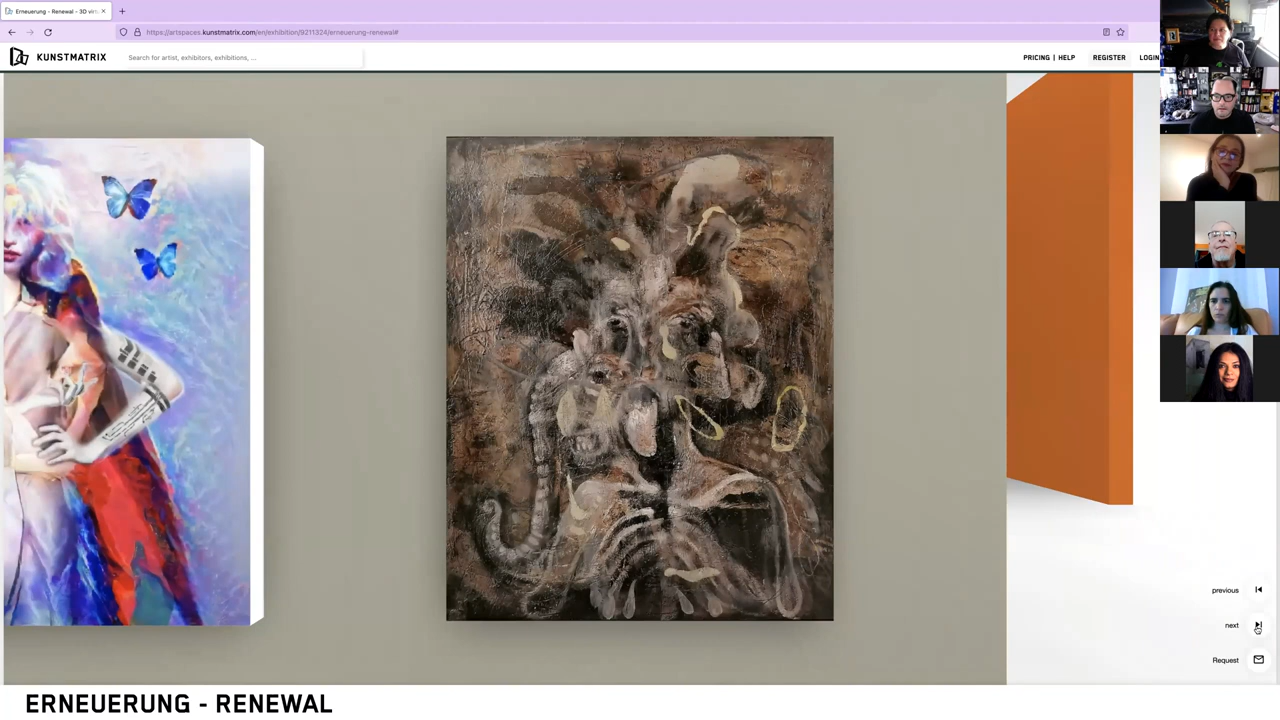 Erneuerung - Renewal - 3D virt
https://artspaces.kunstmatrix.com/en/exhibition/9211324/erneuerung-renewal#
KUNSTMATRIX
Search for artist, exhibitors, exhibitions, ...
PRICING | HELP
REGISTER
LOGIN
previous
next
Request
ERNEUERUNG - RENEWAL